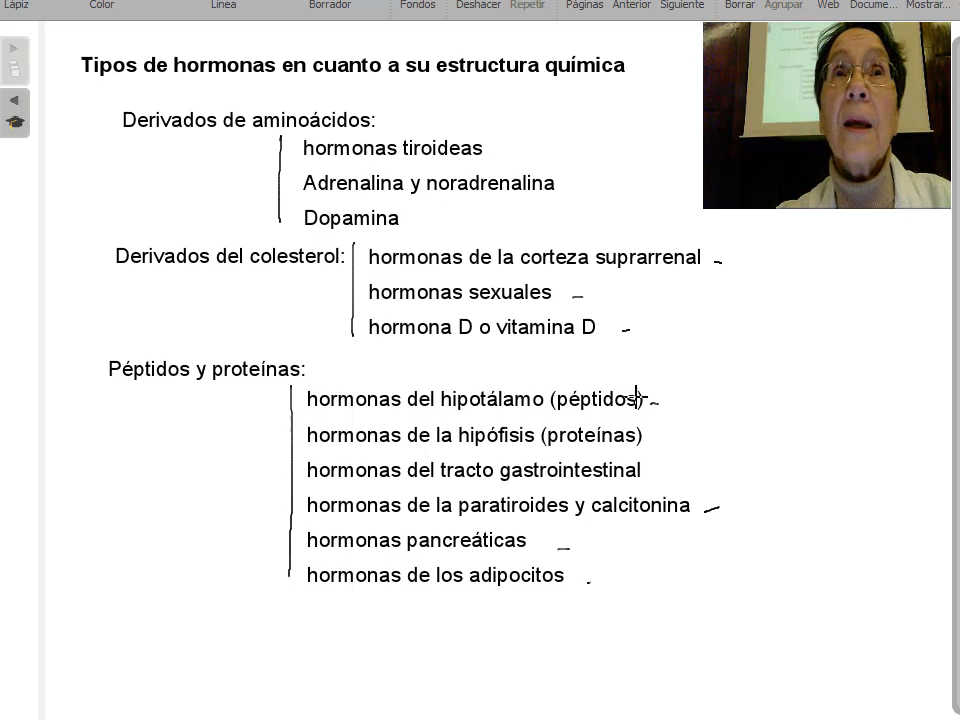 Lápiz Color Línea Borrador Fondos Deshacer Repetir Páginas Anterior Siguiente Borrar Agrupar Web Docume... Mostrar...
Tipos de hormonas en cuanto a su estructura química
Derivados de aminoácidos:
hormonas tiroideas
Adrenalina y noradrenalina
Dopamina
Derivados del colesterol:
hormonas de la corteza suprarrenal
hormonas sexuales
hormona D o vitamina D
Péptidos y proteínas:
hormonas del hipotálamo (péptidos)
hormonas de la hipófisis (proteínas)
hormonas del tracto gastrointestinal
hormonas de la paratiroides y calcitonina
hormonas pancreáticas
hormonas de los adipocitos